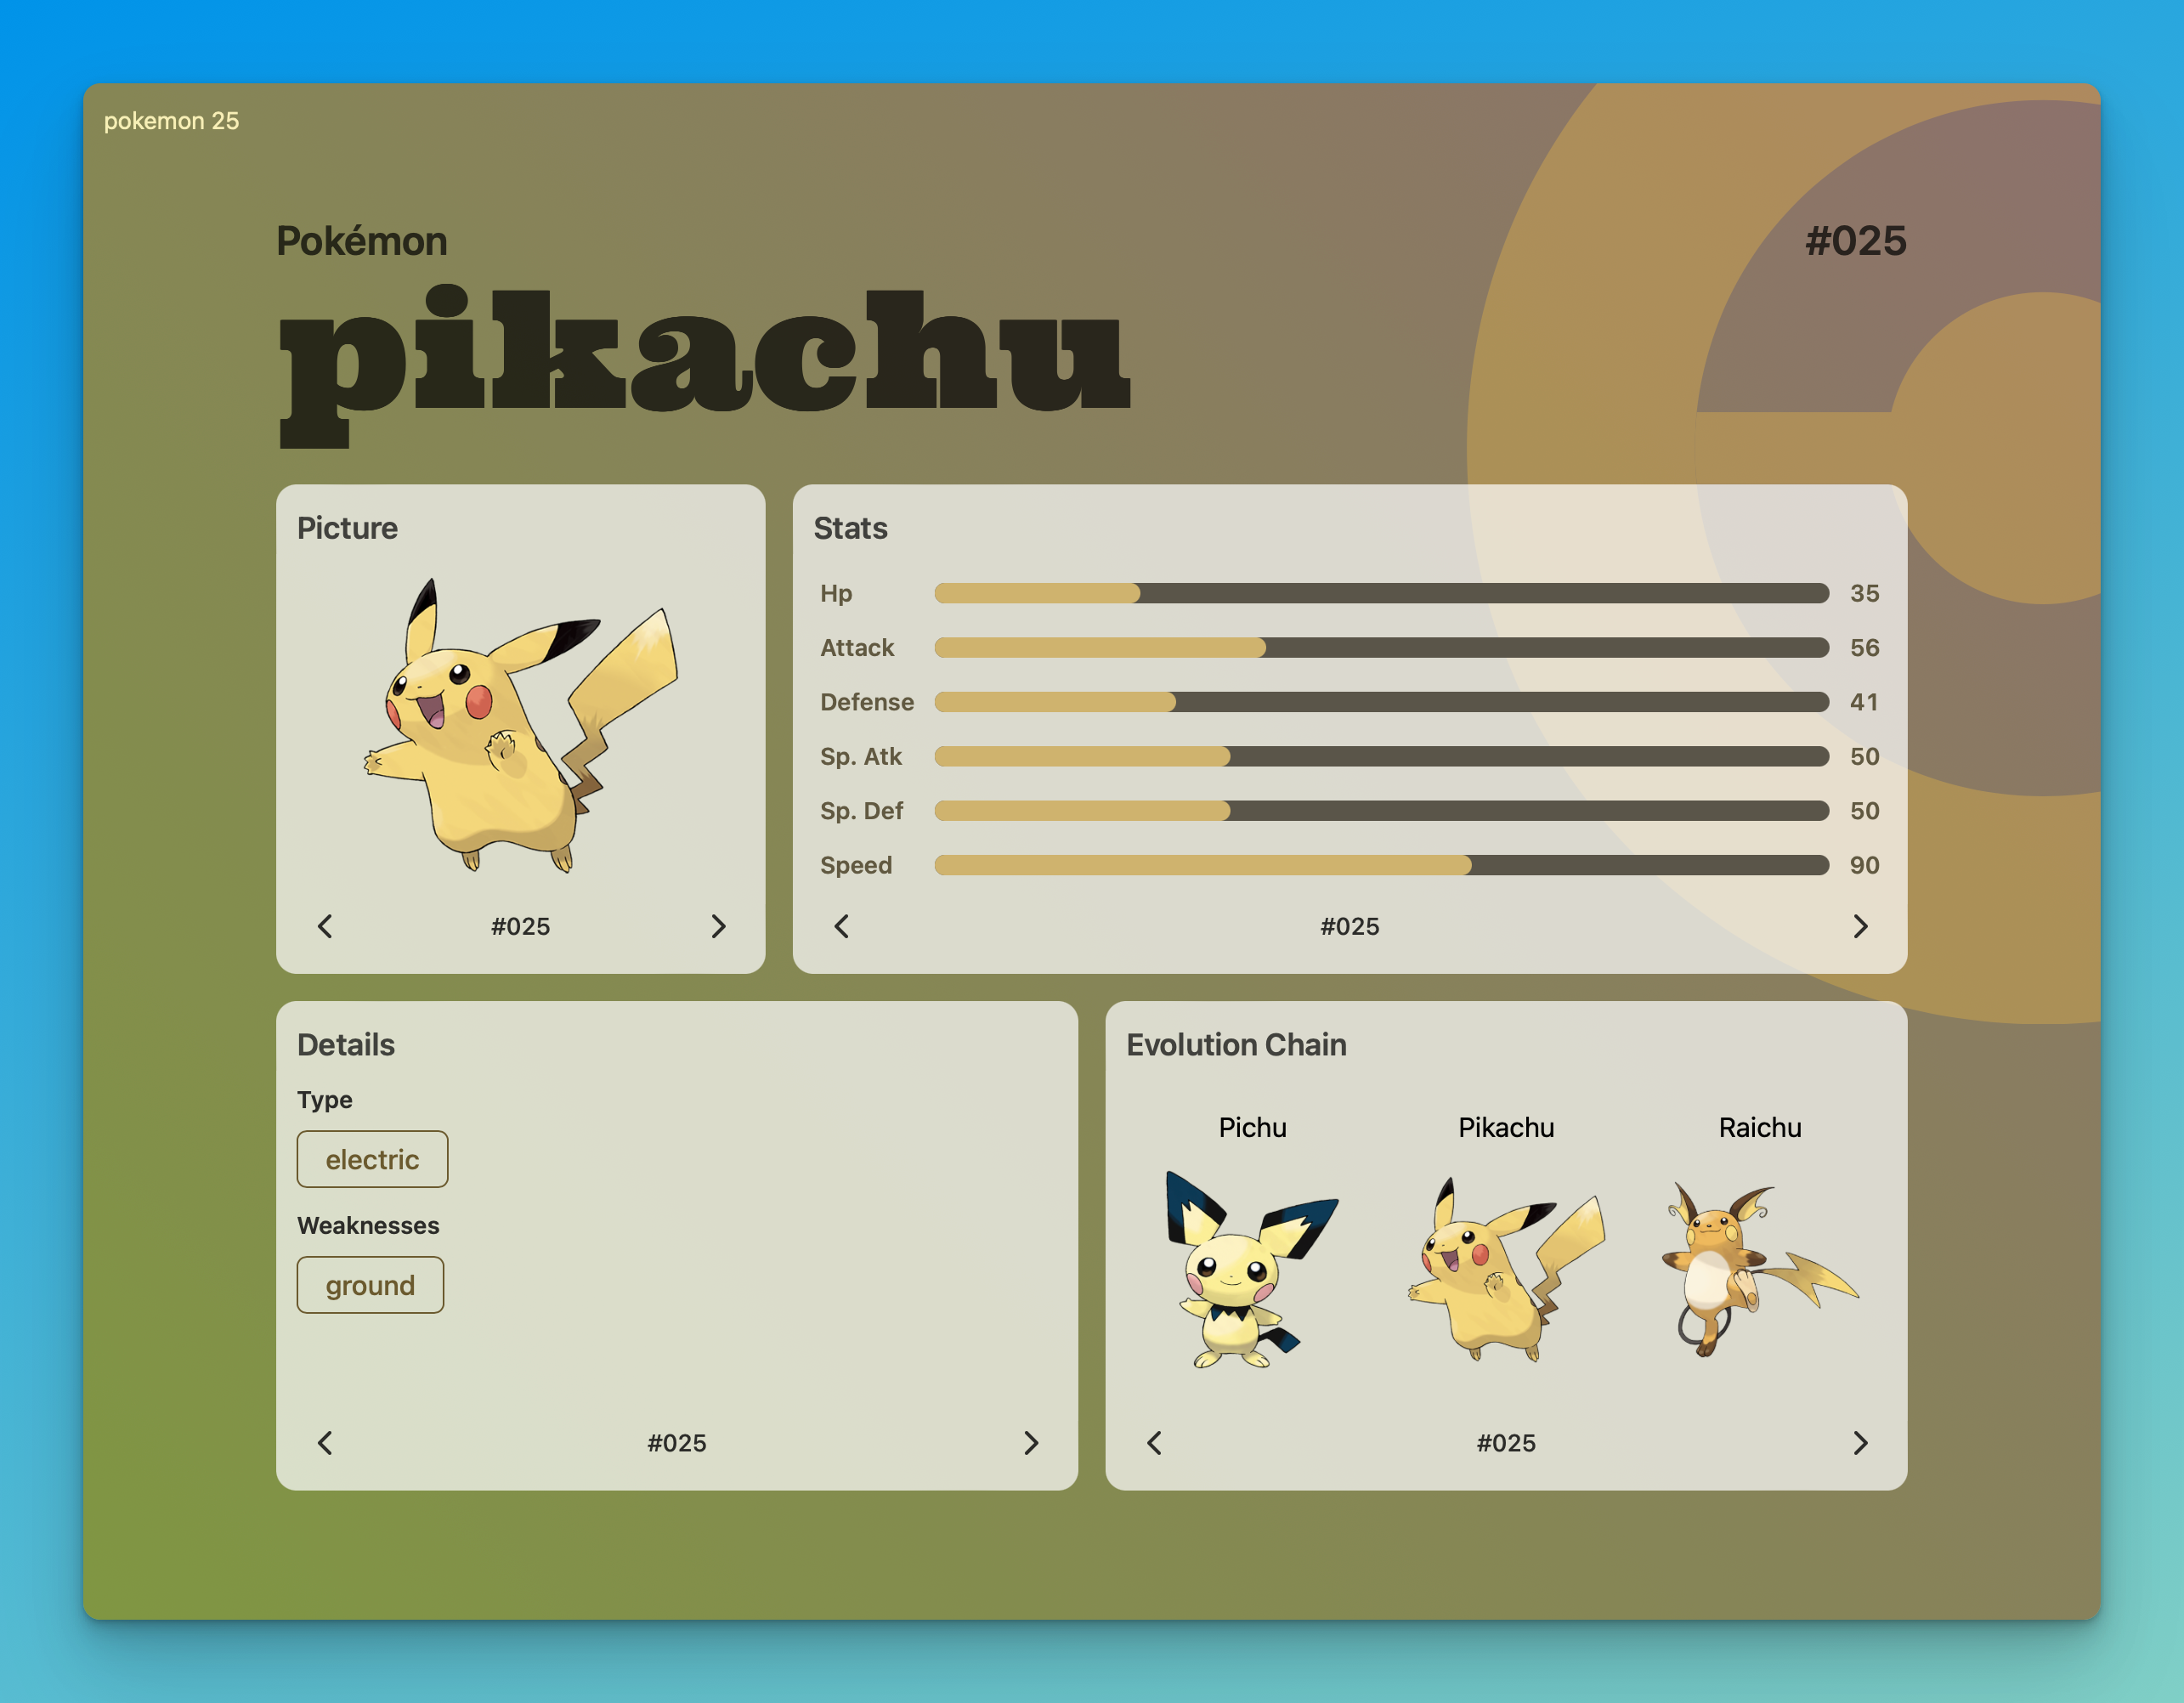 pokemon 25
Pokémon
#025
pikachu
Picture
#025
Stats
Hp 35
Attack 56
Defense 41
Sp. Atk 50
Sp. Def 50
Speed 90
#025
Details
Type
electric
Weaknesses
ground
#025
Evolution Chain
Pichu Pikachu Raichu
#025